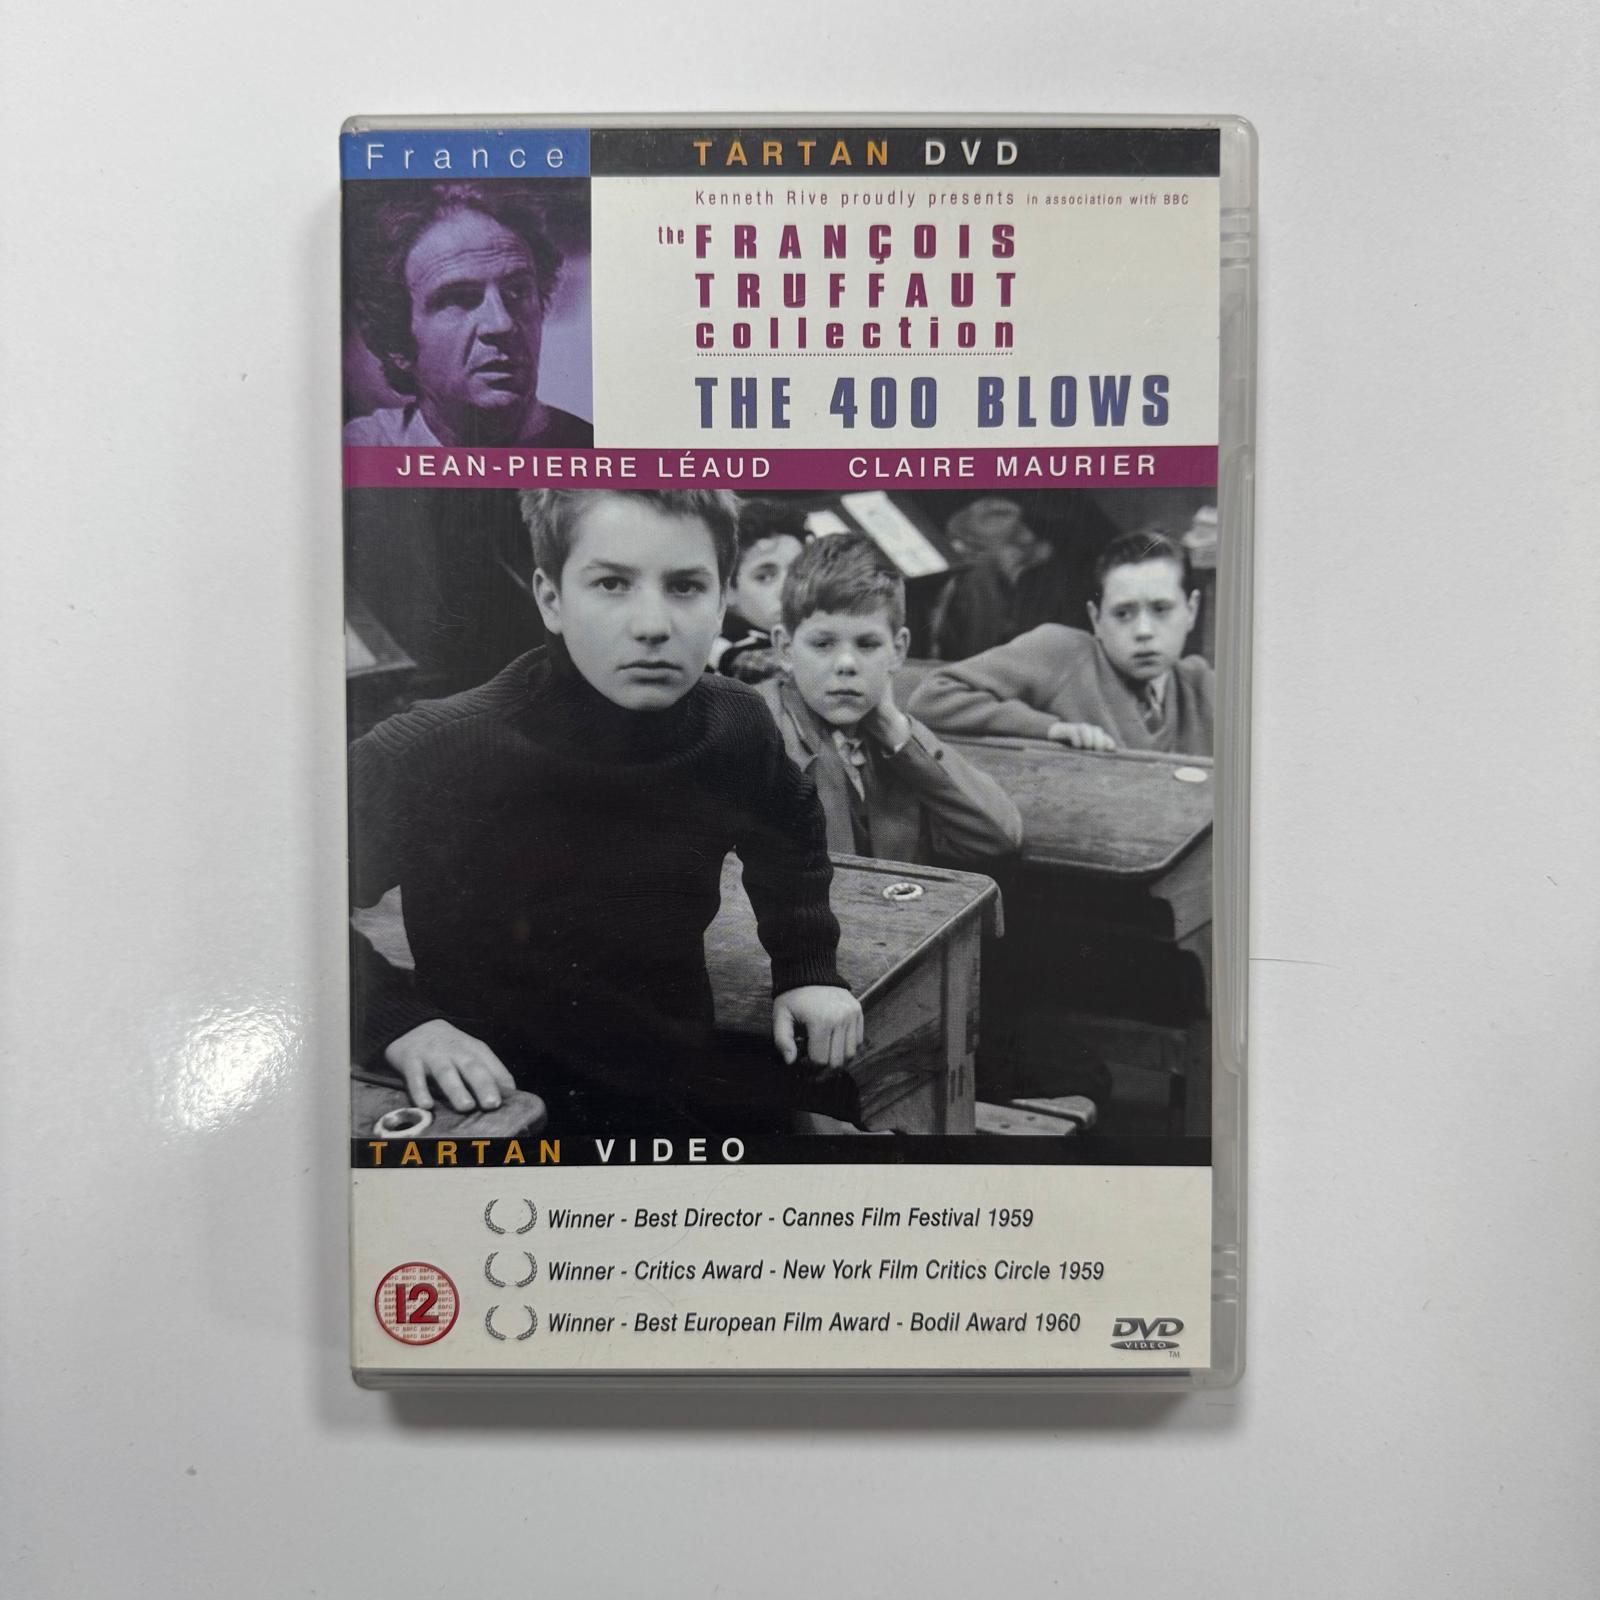 France
TARTAN DVD
Kenneth Rive proudly presents in association with BBC
the FRANÇOIS
TRUFFAUT
collection
THE 400 BLOWS
JEAN-PIERRE LÉAUD CLAIRE MAURIER
TARTAN VIDEO
Winner - Best Director - Cannes Film Festival 1959
Winner - Critics Award - New York Film Critics Circle 1959
Winner - Best European Film Award - Bodil Award 1960
12
DVD
VIDEO
TM